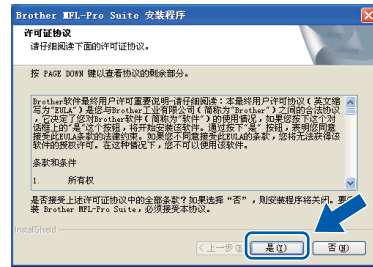 Brother MFL-Pro Suite 安装程序
许可证协议
请仔细阅读下面的许可证协议。
按 PAGE DOWN 键以查看协议的剩余部分。
Brother软件最终用户许可重要说明-请仔细阅读：本最终用户许可协议（英文缩
写为“EULA”）是您与Brother工业有限公司（简称为“Brother”）之间的合法协议
，它决定了您对Brother软件（简称为“软件”）的使用情况，如果您按下这个对
话框上的“是”这个按钮，将开始安装该软件。通过按下“是”按钮，表明您同意
接受此EULA条款的法律约束。如果您不同意接受EULA的条款，您将无法获得该
软件的授权许可。在这种情况下，您不可以使用该软件。
条款和条件
1. 所有权
是否接受上述许可证协议中的全部条款？如果选择“否”，则安装程序将关闭。要
装 Brother MFL-Pro Suite，必须接受本协议。
InstallShield
<上一步(B)
是(Y)
否(N)